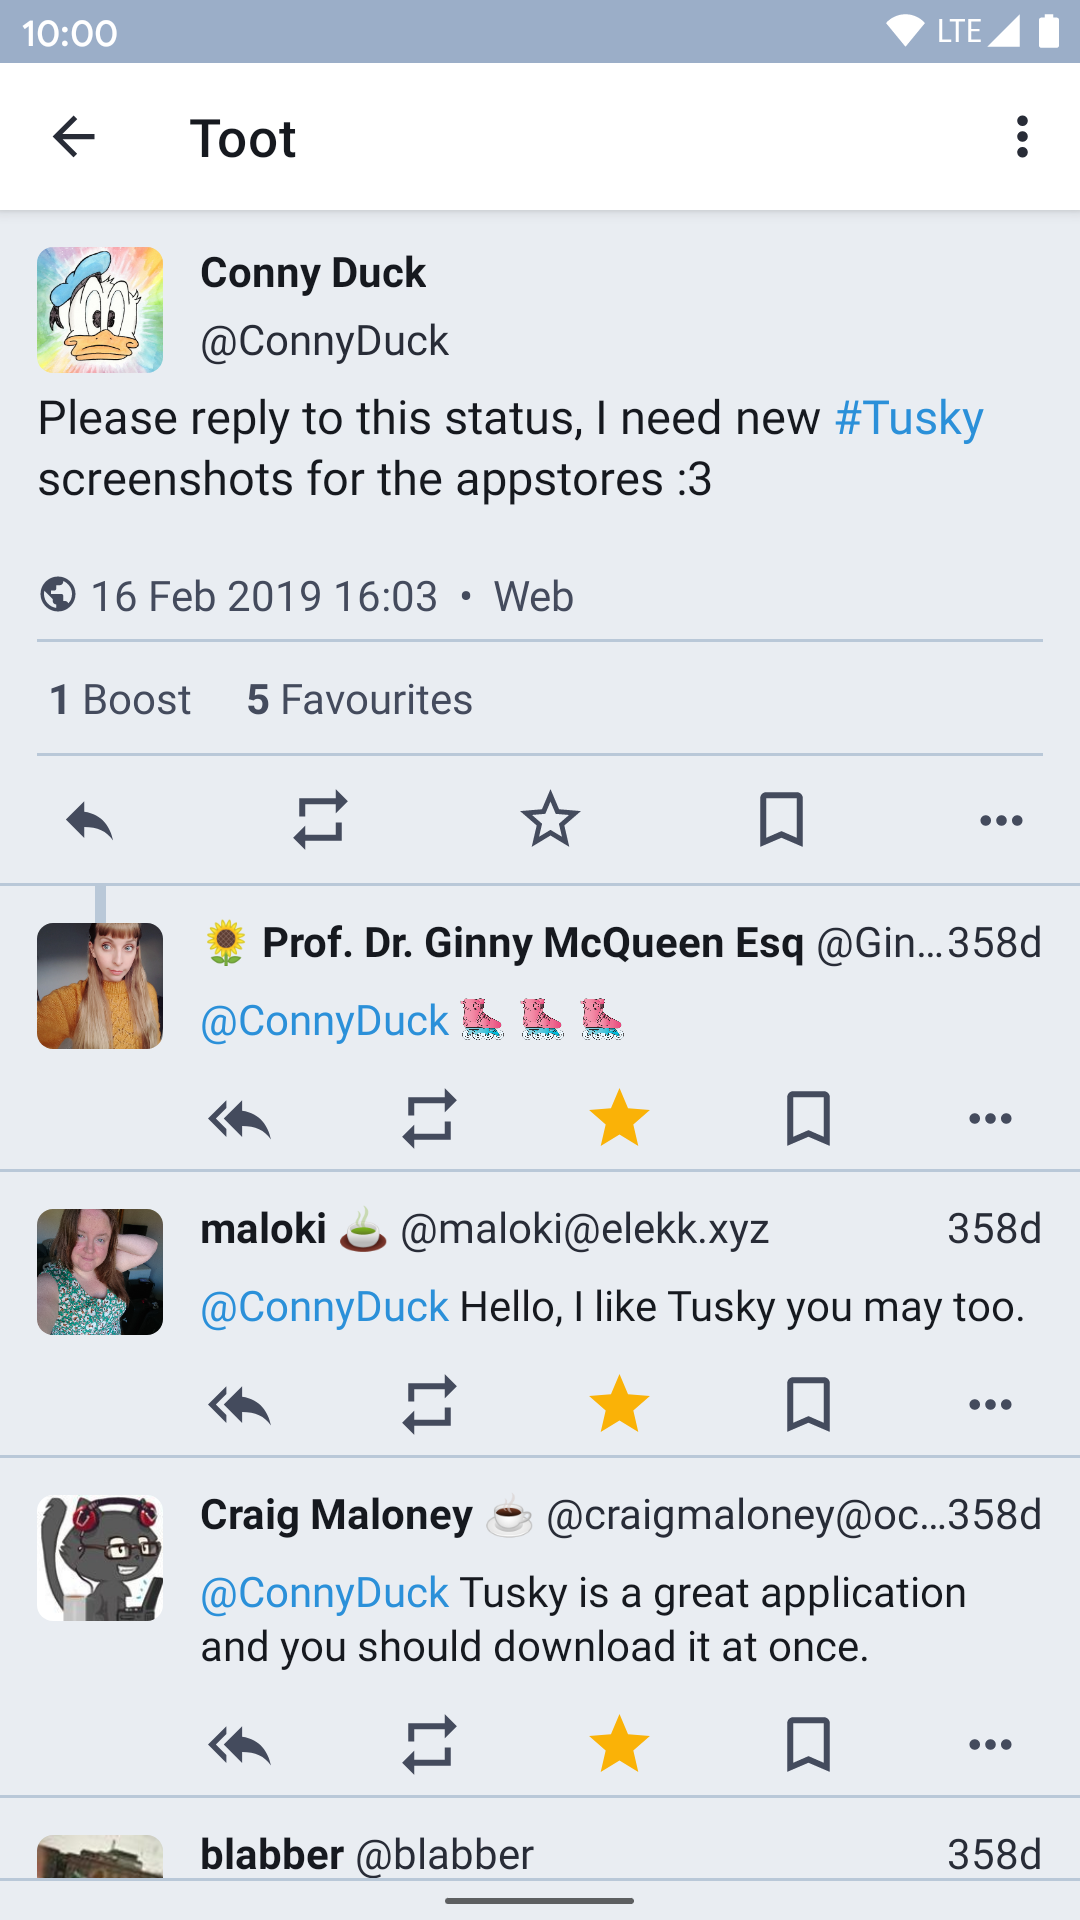 10:00 LTE
Toot
Conny Duck
@ConnyDuck
Please reply to this status, I need new #Tusky
screenshots for the appstores :3
16 Feb 2019 16:03 • Web
1 Boost 5 Favourites
🌻 Prof. Dr. Ginny McQueen Esq @Gin…358d
@ConnyDuck
maloki 🍵 @maloki@elekk.xyz 358d
@ConnyDuck Hello, I like Tusky you may too.
Craig Maloney ☕ @craigmaloney@oc…358d
@ConnyDuck Tusky is a great application
and you should download it at once.
blabber @blabber 358d